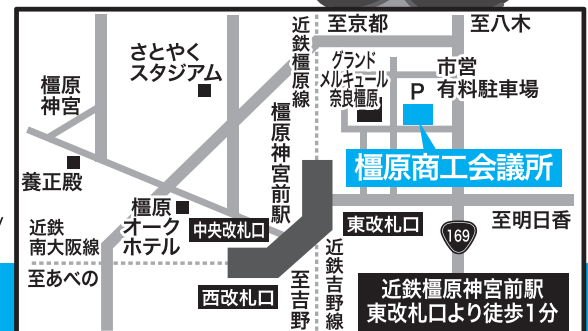 至京都
至八木
近鉄橿原線
さとやく
スタジアム
グランド
メルキュール
奈良橿原
市営
有料駐車場
P
橿原
神宮
橿原神宮前駅
橿原商工会議所
養正殿
橿原
オーク
ホテル
中央改札口
東改札口
至明日香
169
近鉄
南大阪線
至あべの
西改札口
至吉野
近鉄吉野線
近鉄橿原神宮前駅
東改札口より徒歩1分